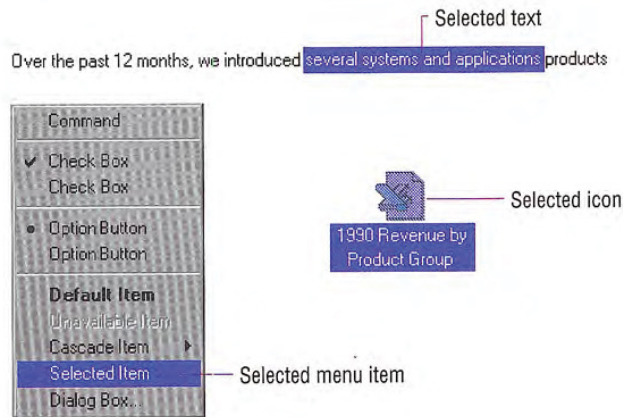 Selected text
Over the past 12 months, we introduced several systems and applications products
Command
Check Box
Check Box
Option Button
Option Button
Default Item
Unavailable Item
Cascade Item
Selected Item
Dialog Box...
1990 Revenue by
Product Group
Selected icon
Selected menu item